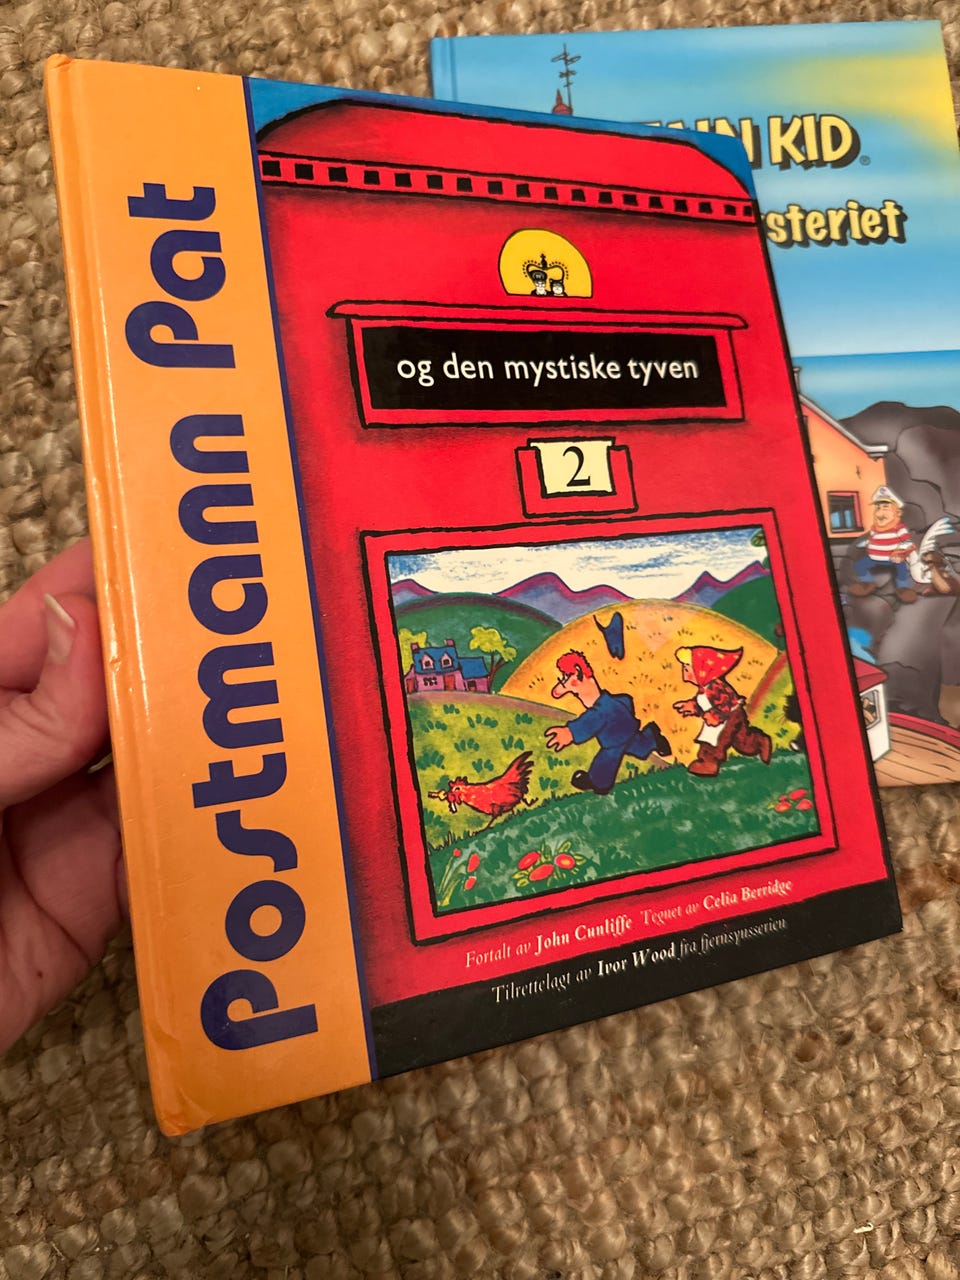 Postmann Pat
og den mystiske tyven
2
Fortalt av John Cunliffe Tegnet av Celia Berridge
Tilrettelagt av Ivor Wood fra fjernsynsserien
KID
steriet